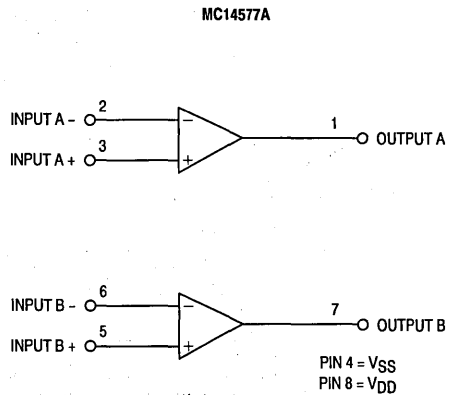 MC14577A
INPUT A – 2
–
1
OUTPUT A
INPUT A + 3
+
INPUT B – 6
–
7
OUTPUT B
INPUT B + 5
+
PIN 4 = VSS
PIN 8 = VDD